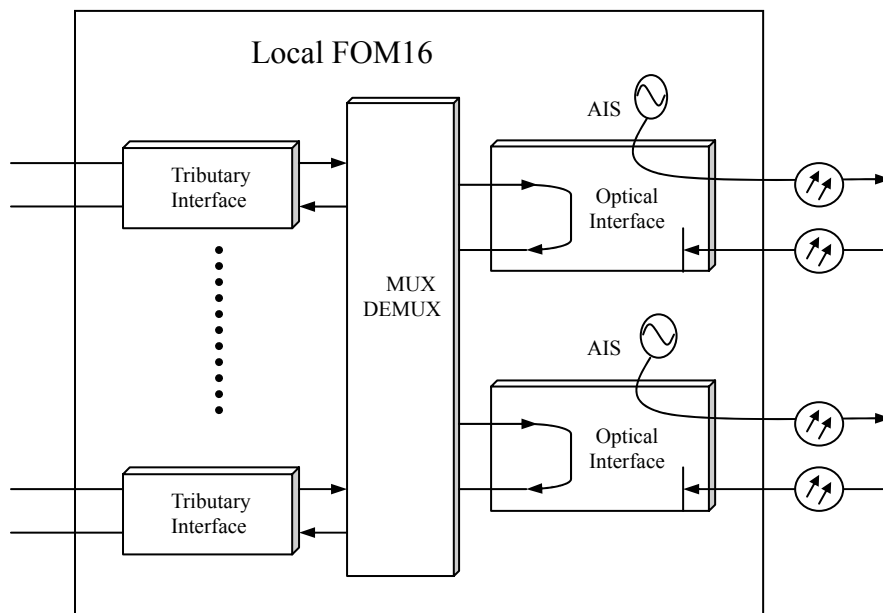 Local FOM16
AIS
Tributary
Interface
Optical
Interface
MUX
DEMUX
AIS
Optical
Interface
Tributary
Interface